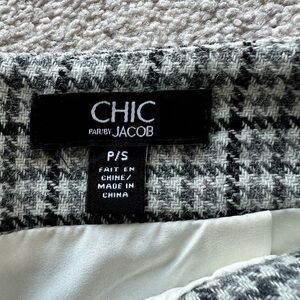 CHIC
PAR/BY JACOB
P/S
FAIT EN
CHINE/
MADE IN
CHINA